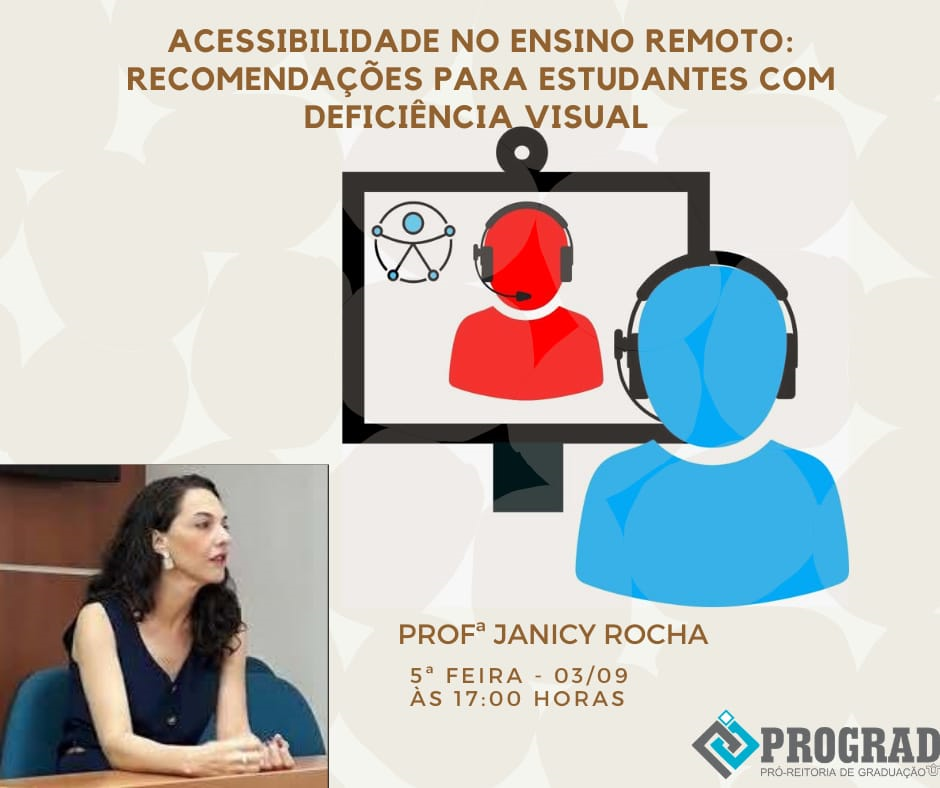 ACESSIBILIDADE NO ENSINO REMOTO:
RECOMENDAÇÕES PARA ESTUDANTES COM
DEFICIÊNCIA VISUAL
PROFª JANICY ROCHA
5ª FEIRA - 03/09
ÀS 17:00 HORAS
PROGRAD
PRÓ-REITORIA DE GRADUAÇÃO